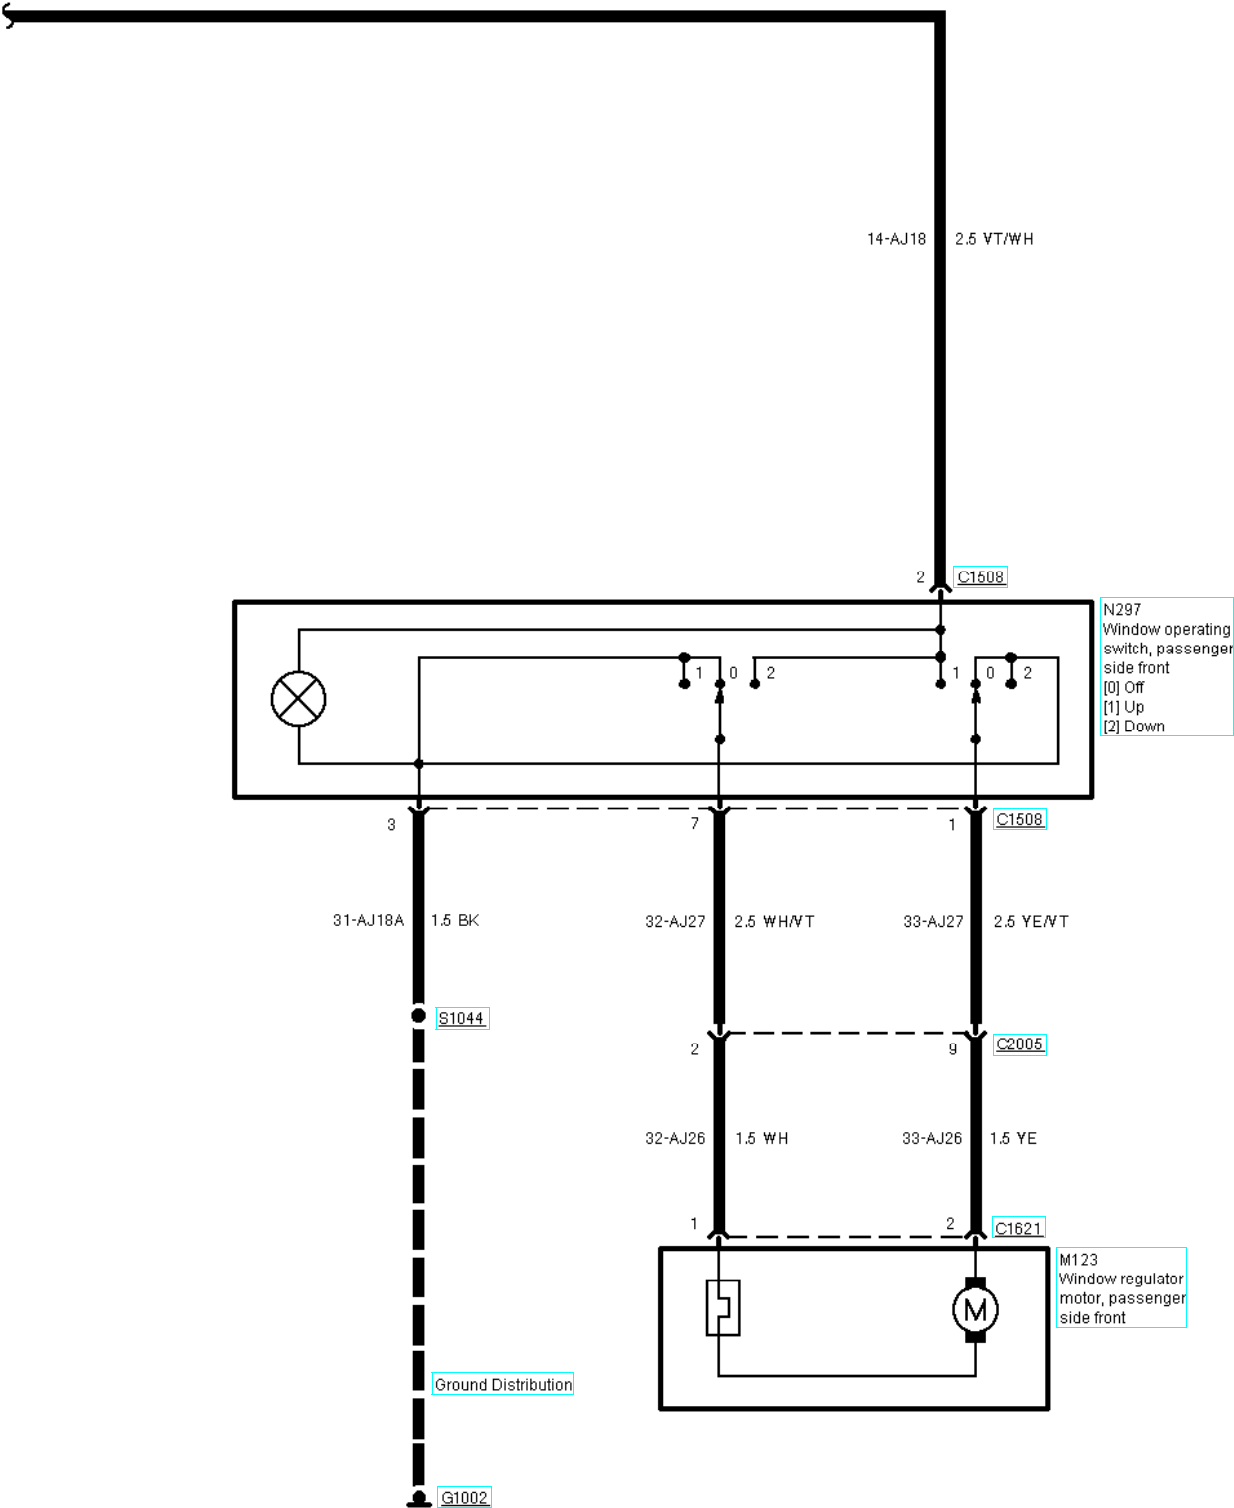 14-AJ18 2.5 VT/WH
2 C1508
N297
Window operating
switch, passenger
side front
[0] Off
[1] Up
[2] Down
1 0 2 1 0 2
3 7 1 C1508
31-AJ18A 1.5 BK 32-AJ27 2.5 WH/VT 33-AJ27 2.5 YE/VT
S1044
2 9 C2005
32-AJ26 1.5 WH 33-AJ26 1.5 YE
1 2 C1621
M123
Window regulator
motor, passenger
side front
M
Ground Distribution
G1002